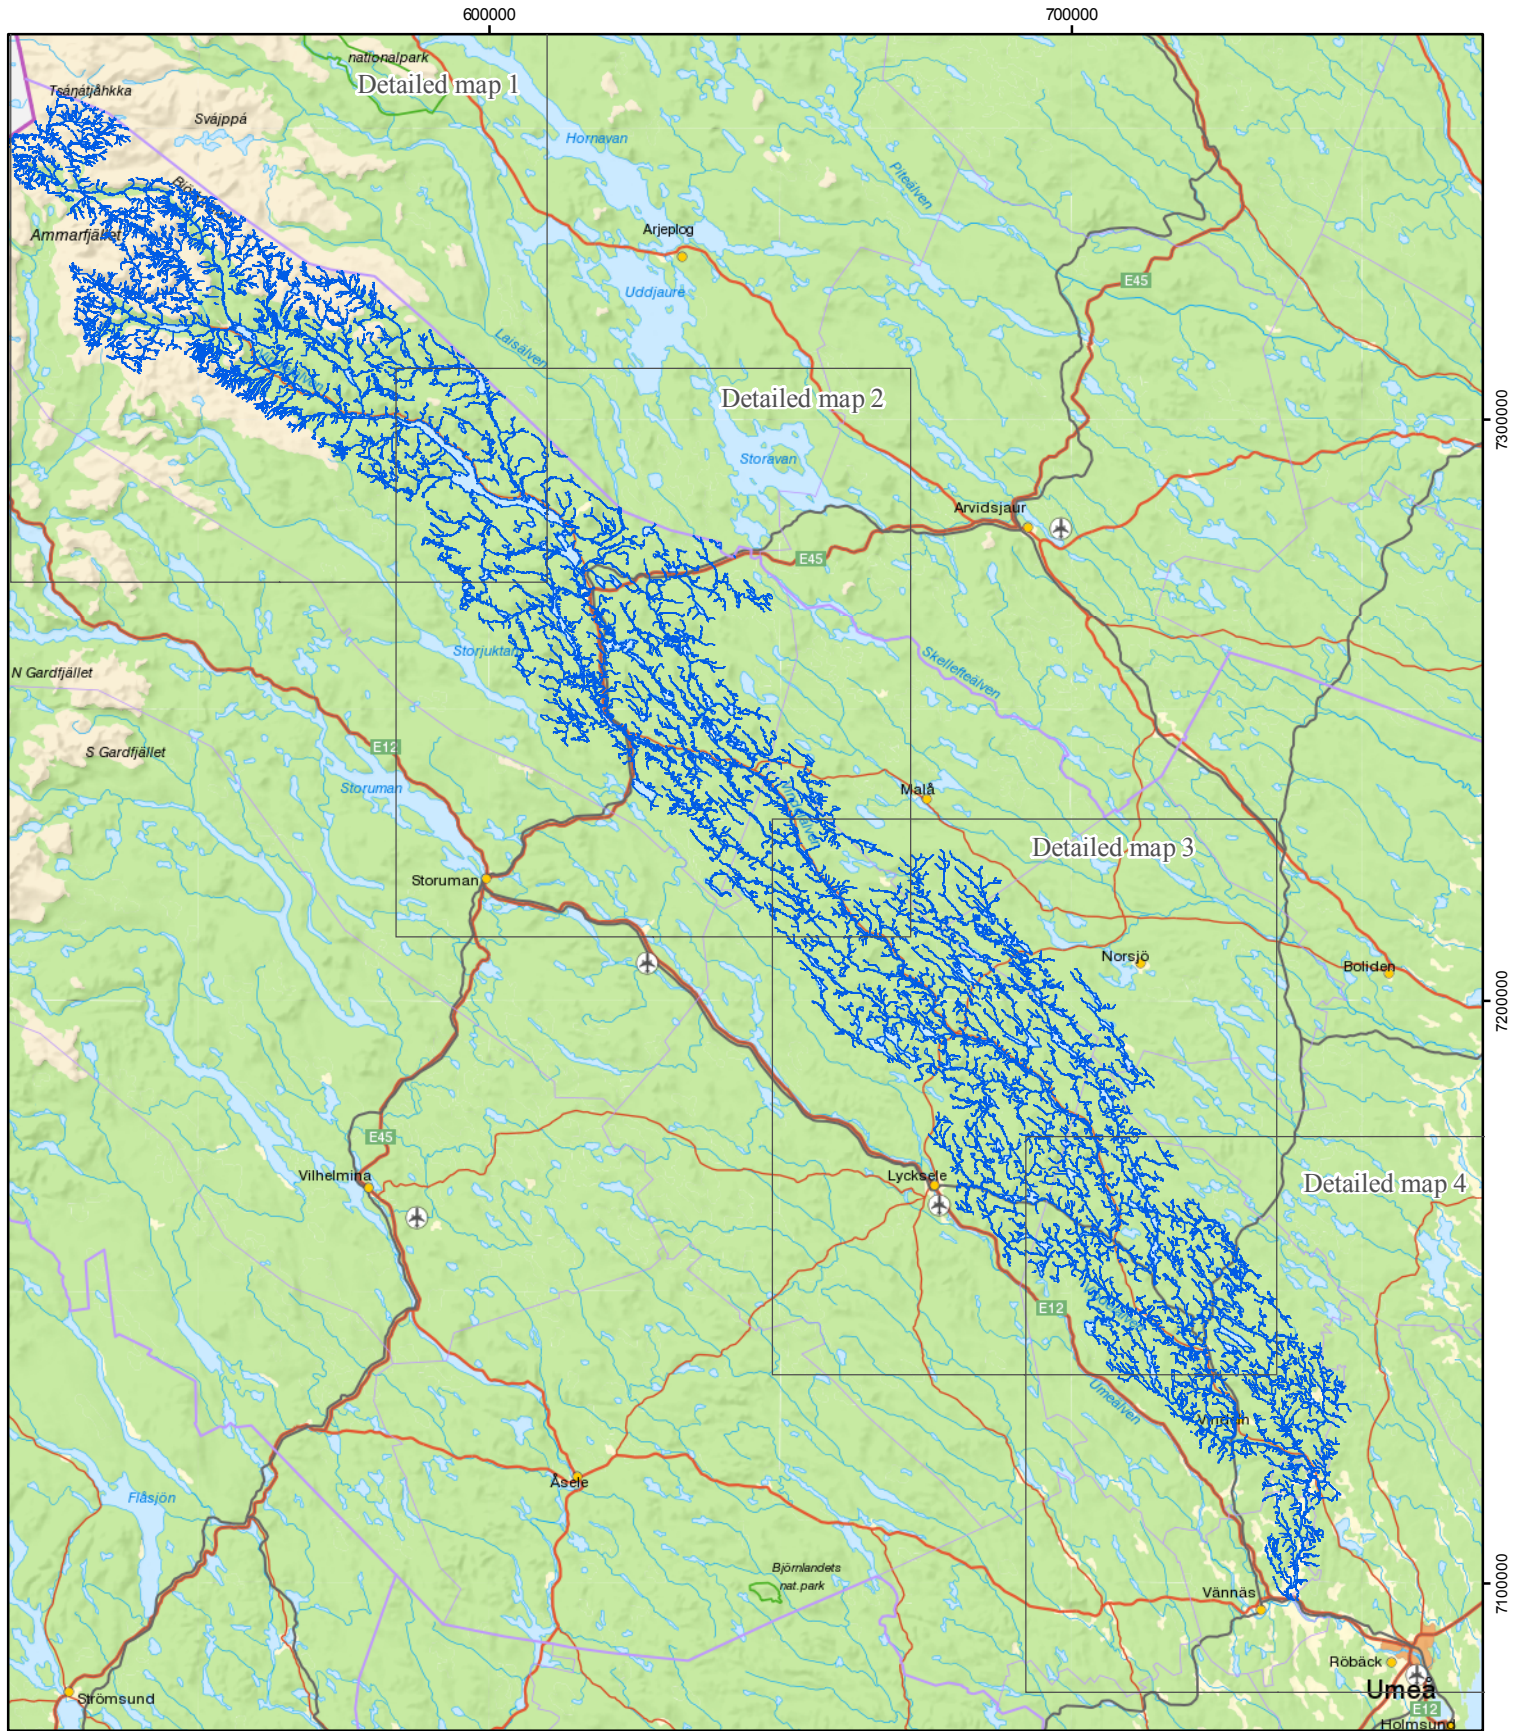 600000
700000
nationalpark
Detailed map 1
Tsánátjåhkka
Svájppá
Hornavan
Piteälven
Ammarfjället
Arjeplog
E45
Uddjaure
Laisälven
Detailed map 2
7300000
Storavan
Arvidsjaur
E45
Storjuktan
Skellefteälven
N Gardfjället
E12
S Gardfjället
Storuman
Malå
Vindelälven
Detailed map 3
Storuman
Norsjö
Boliden
7200000
E45
Vilhelmina
Lycksele
Detailed map 4
E12
Umeälven
Vindeln
Åsele
Flåsjön
Björnlandets
nat.park
Vännäs
7100000
Röbäck
Umeå
Strömsund
E12
Holmsund